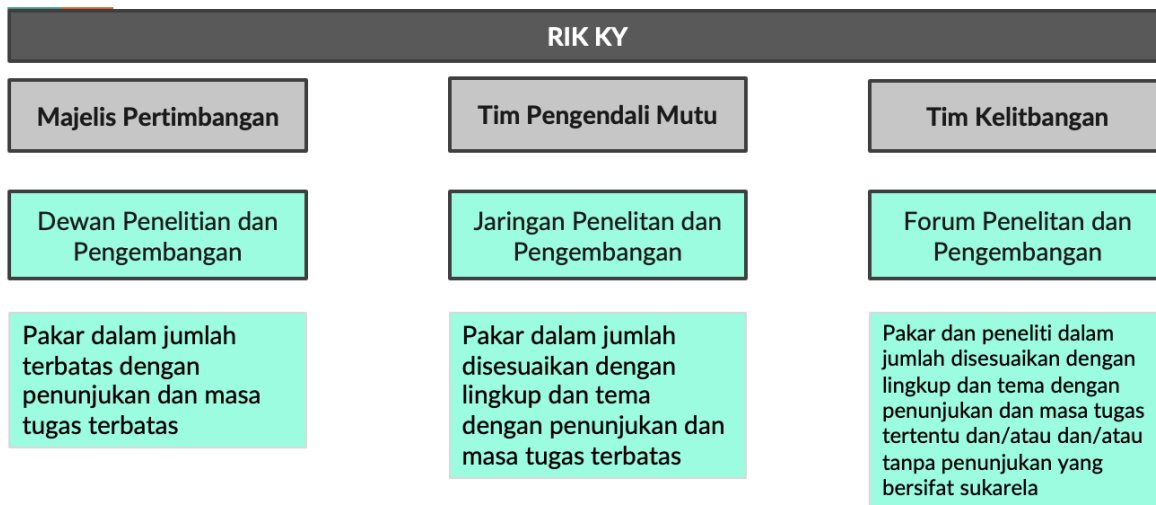 RIK KY
Majelis Pertimbangan
Tim Pengendali Mutu
Tim Kelitbangan
Dewan Penelitian dan
Pengembangan
Jaringan Penelitan dan
Pengembangan
Forum Penelitan dan
Pengembangan
Pakar dalam jumlah
terbatas dengan
penunjukan dan masa
tugas terbatas
Pakar dalam jumlah
disesuaikan dengan
lingkup dan tema
dengan penunjukan dan
masa tugas terbatas
Pakar dan peneliti dalam
jumlah disesuaikan dengan
lingkup dan tema dengan
penunjukan dan masa tugas
tertentu dan/atau dan/atau
tanpa penunjukan yang
bersifat sukarela